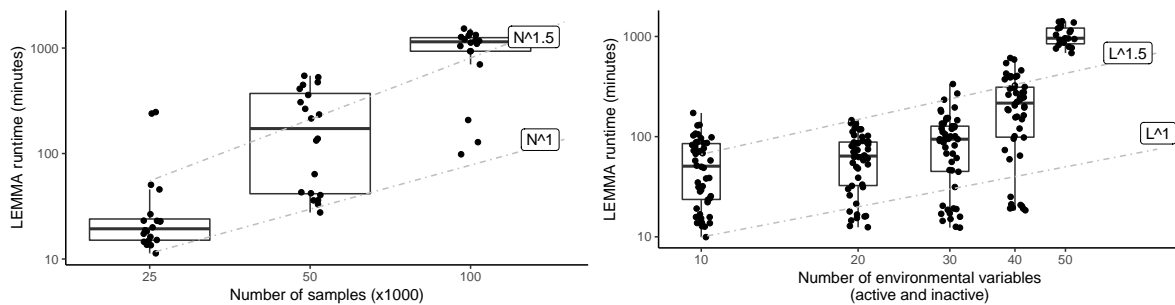 LEMMA runtime (minutes)
1000
100
10
N^1.5
N^1
25
50
100
Number of samples (x1000)
LEMMA runtime (minutes)
1000
100
10
L^1.5
L^1
10
20
30
40
50
Number of environmental variables
(active and inactive)